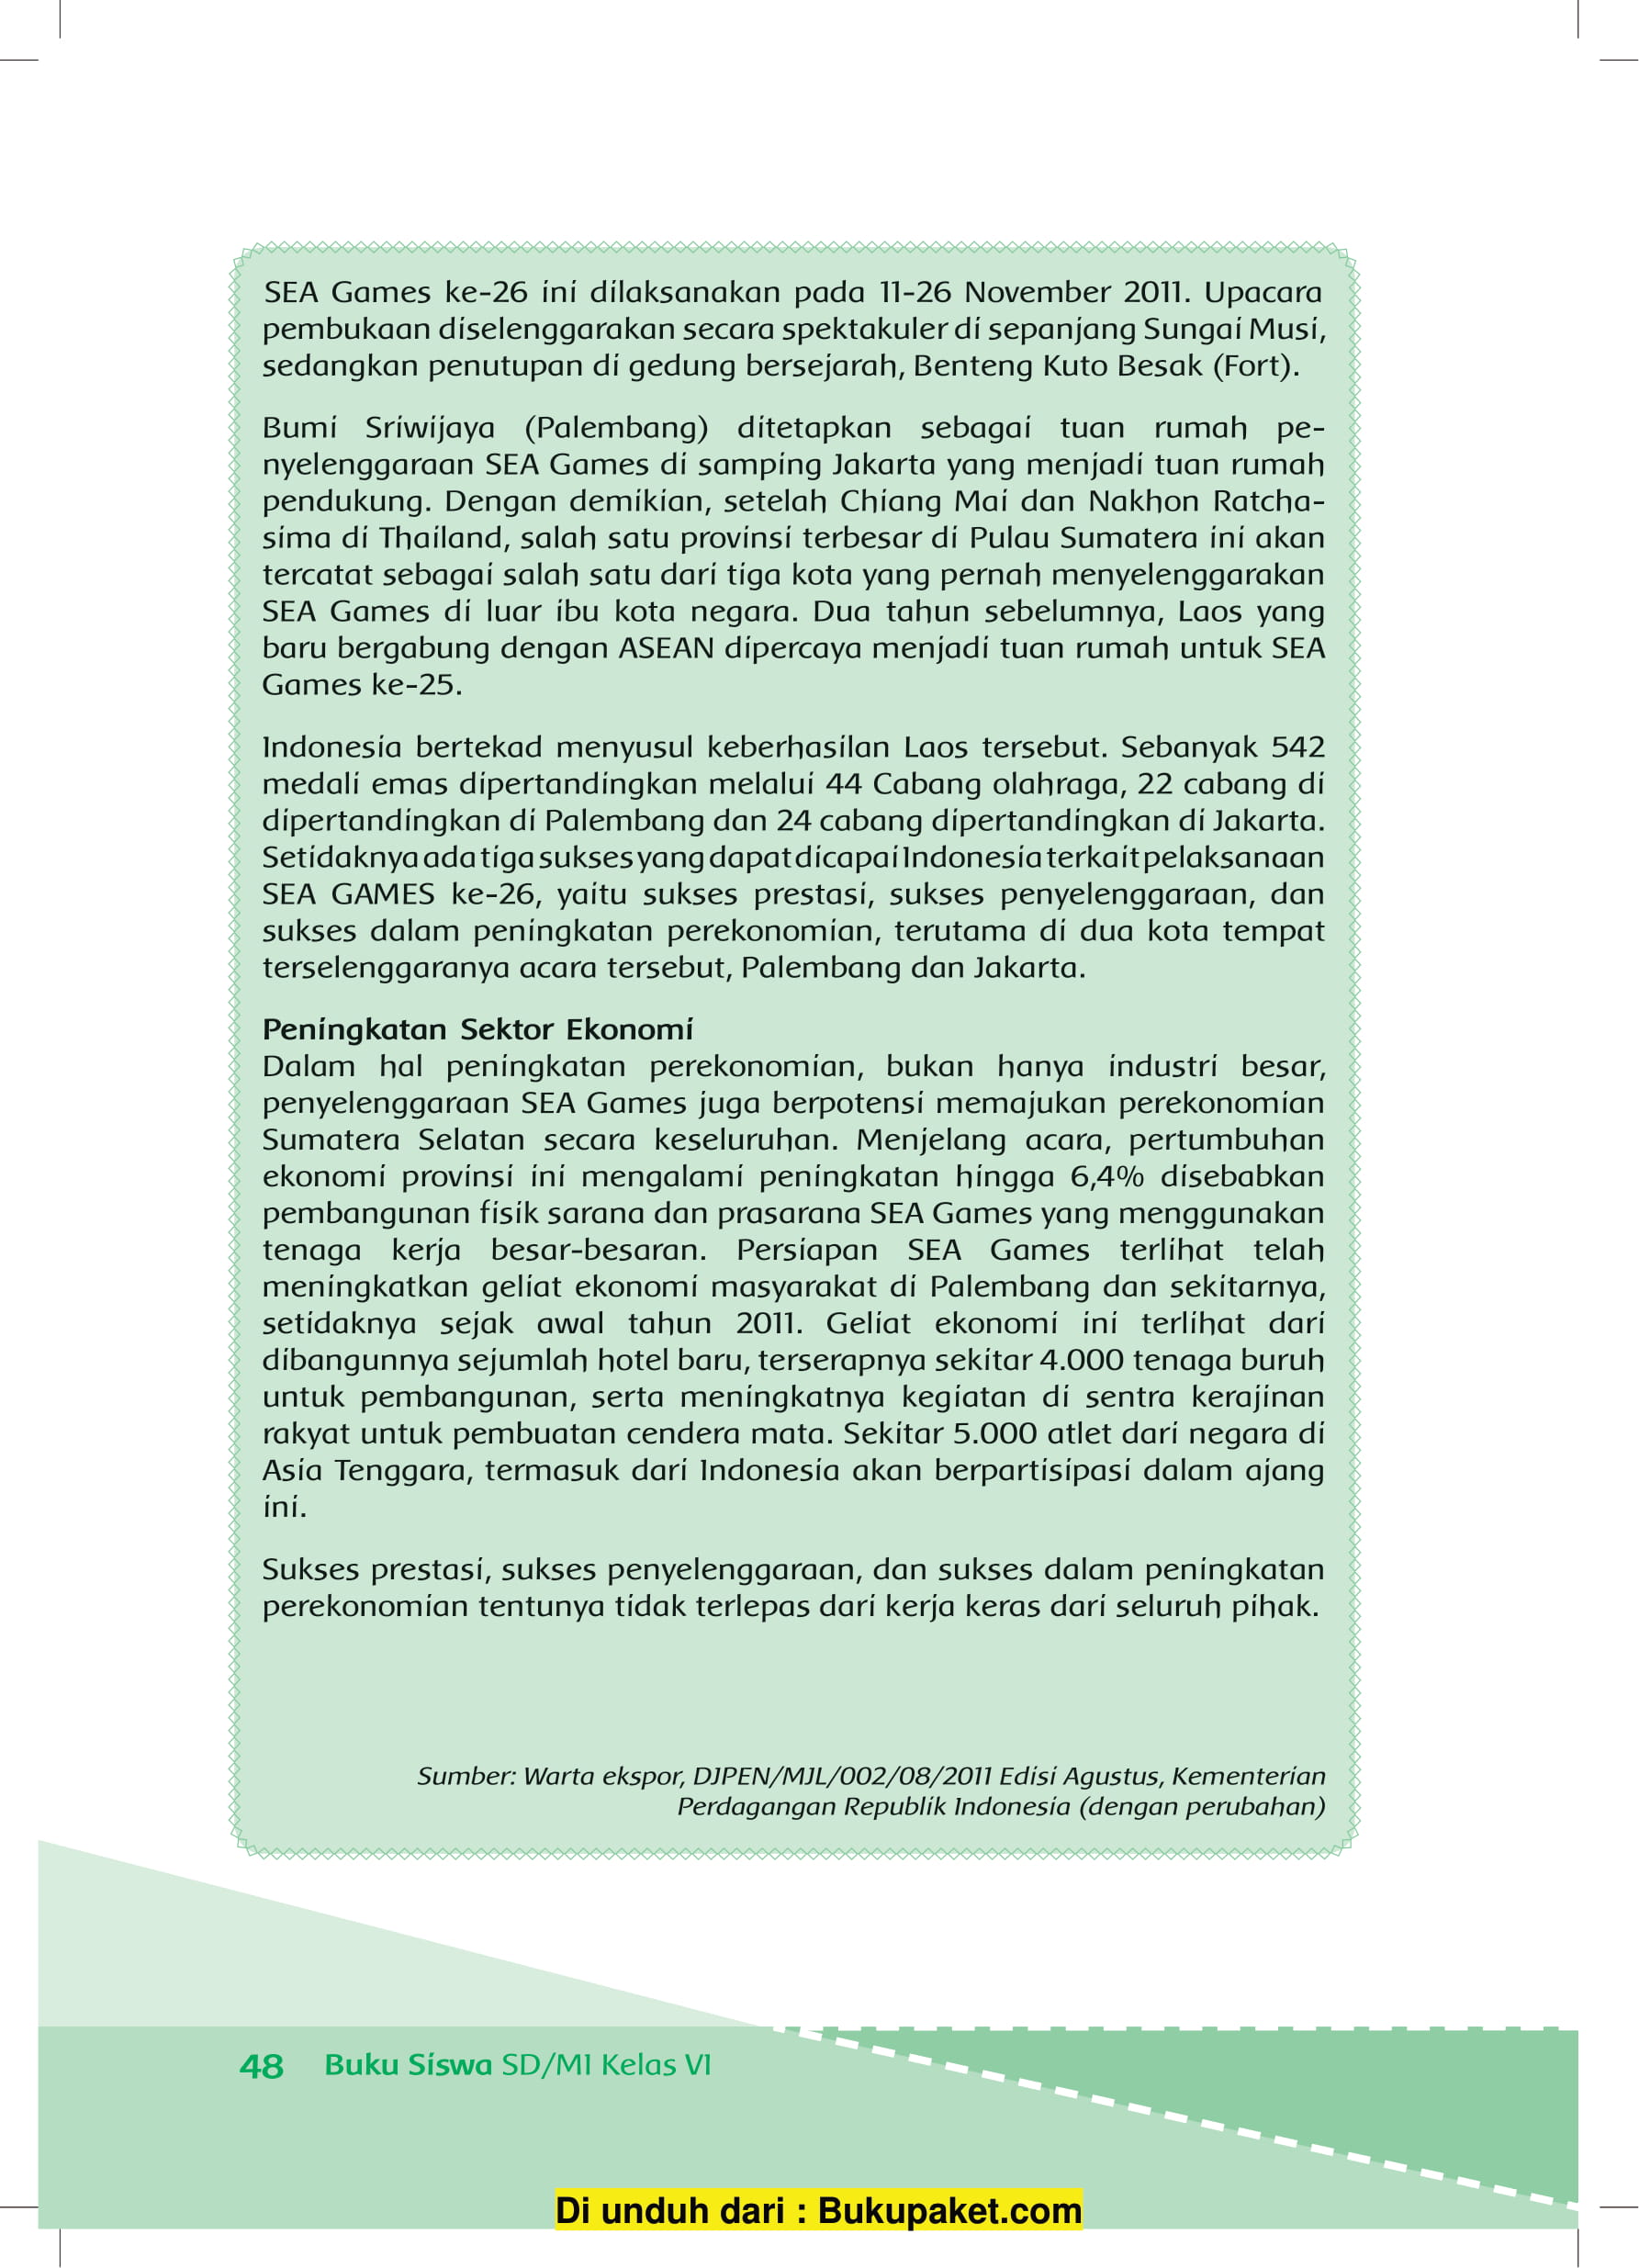 SEA Games ke-26 ini dilaksanakan pada 11-26 November 2011. Upacara
pembukaan diselenggarakan secara spektakuler di sepanjang Sungai Musi,
sedangkan penutupan di gedung bersejarah, Benteng Kuto Besak (Fort).
Bumi Sriwijaya (Palembang) ditetapkan sebagai tuan rumah pe-
nyelenggaraan SEA Games di samping Jakarta yang menjadi tuan rumah
pendukung. Dengan demikian, setelah Chiang Mai dan Nakhon Ratcha-
sima di Thailand, salah satu provinsi terbesar di Pulau Sumatera ini akan
tercatat sebagai salah satu dari tiga kota yang pernah menyelenggarakan
SEA Games di luar ibu kota negara. Dua tahun sebelumnya, Laos yang
baru bergabung dengan ASEAN dipercaya menjadi tuan rumah untuk SEA
Games ke-25.
Indonesia bertekad menyusul keberhasilan Laos tersebut. Sebanyak 542
medali emas dipertandingkan melalui 44 Cabang olahraga, 22 cabang di
dipertandingkan di Palembang dan 24 cabang dipertandingkan di Jakarta.
Setidaknya ada tiga sukses yang dapat dicapai Indonesia terkait pelaksanaan
SEA GAMES ke-26, yaitu sukses prestasi, sukses penyelenggaraan, dan
sukses dalam peningkatan perekonomian, terutama di dua kota tempat
terselenggaranya acara tersebut, Palembang dan Jakarta.
Peningkatan Sektor Ekonomi
Dalam hal peningkatan perekonomian, bukan hanya industri besar,
penyelenggaraan SEA Games juga berpotensi memajukan perekonomian
Sumatera Selatan secara keseluruhan. Menjelang acara, pertumbuhan
ekonomi provinsi ini mengalami peningkatan hingga 6,4% disebabkan
pembangunan fisik sarana dan prasarana SEA Games yang menggunakan
tenaga kerja besar-besaran. Persiapan SEA Games terlihat telah
meningkatkan geliat ekonomi masyarakat di Palembang dan sekitarnya,
setidaknya sejak awal tahun 2011. Geliat ekonomi ini terlihat dari
dibangunnya sejumlah hotel baru, terserapnya sekitar 4.000 tenaga buruh
untuk pembangunan, serta meningkatnya kegiatan di sentra kerajinan
rakyat untuk pembuatan cendera mata. Sekitar 5.000 atlet dari negara di
Asia Tenggara, termasuk dari Indonesia akan berpartisipasi dalam ajang
ini.
Sukses prestasi, sukses penyelenggaraan, dan sukses dalam peningkatan
perekonomian tentunya tidak terlepas dari kerja keras dari seluruh pihak.
Sumber: Warta ekspor, DJPEN/MJL/002/08/2011 Edisi Agustus, Kementerian
Perdagangan Republik Indonesia (dengan perubahan)
48 Buku Siswa SD/MI Kelas VI
Di unduh dari : Bukupaket.com